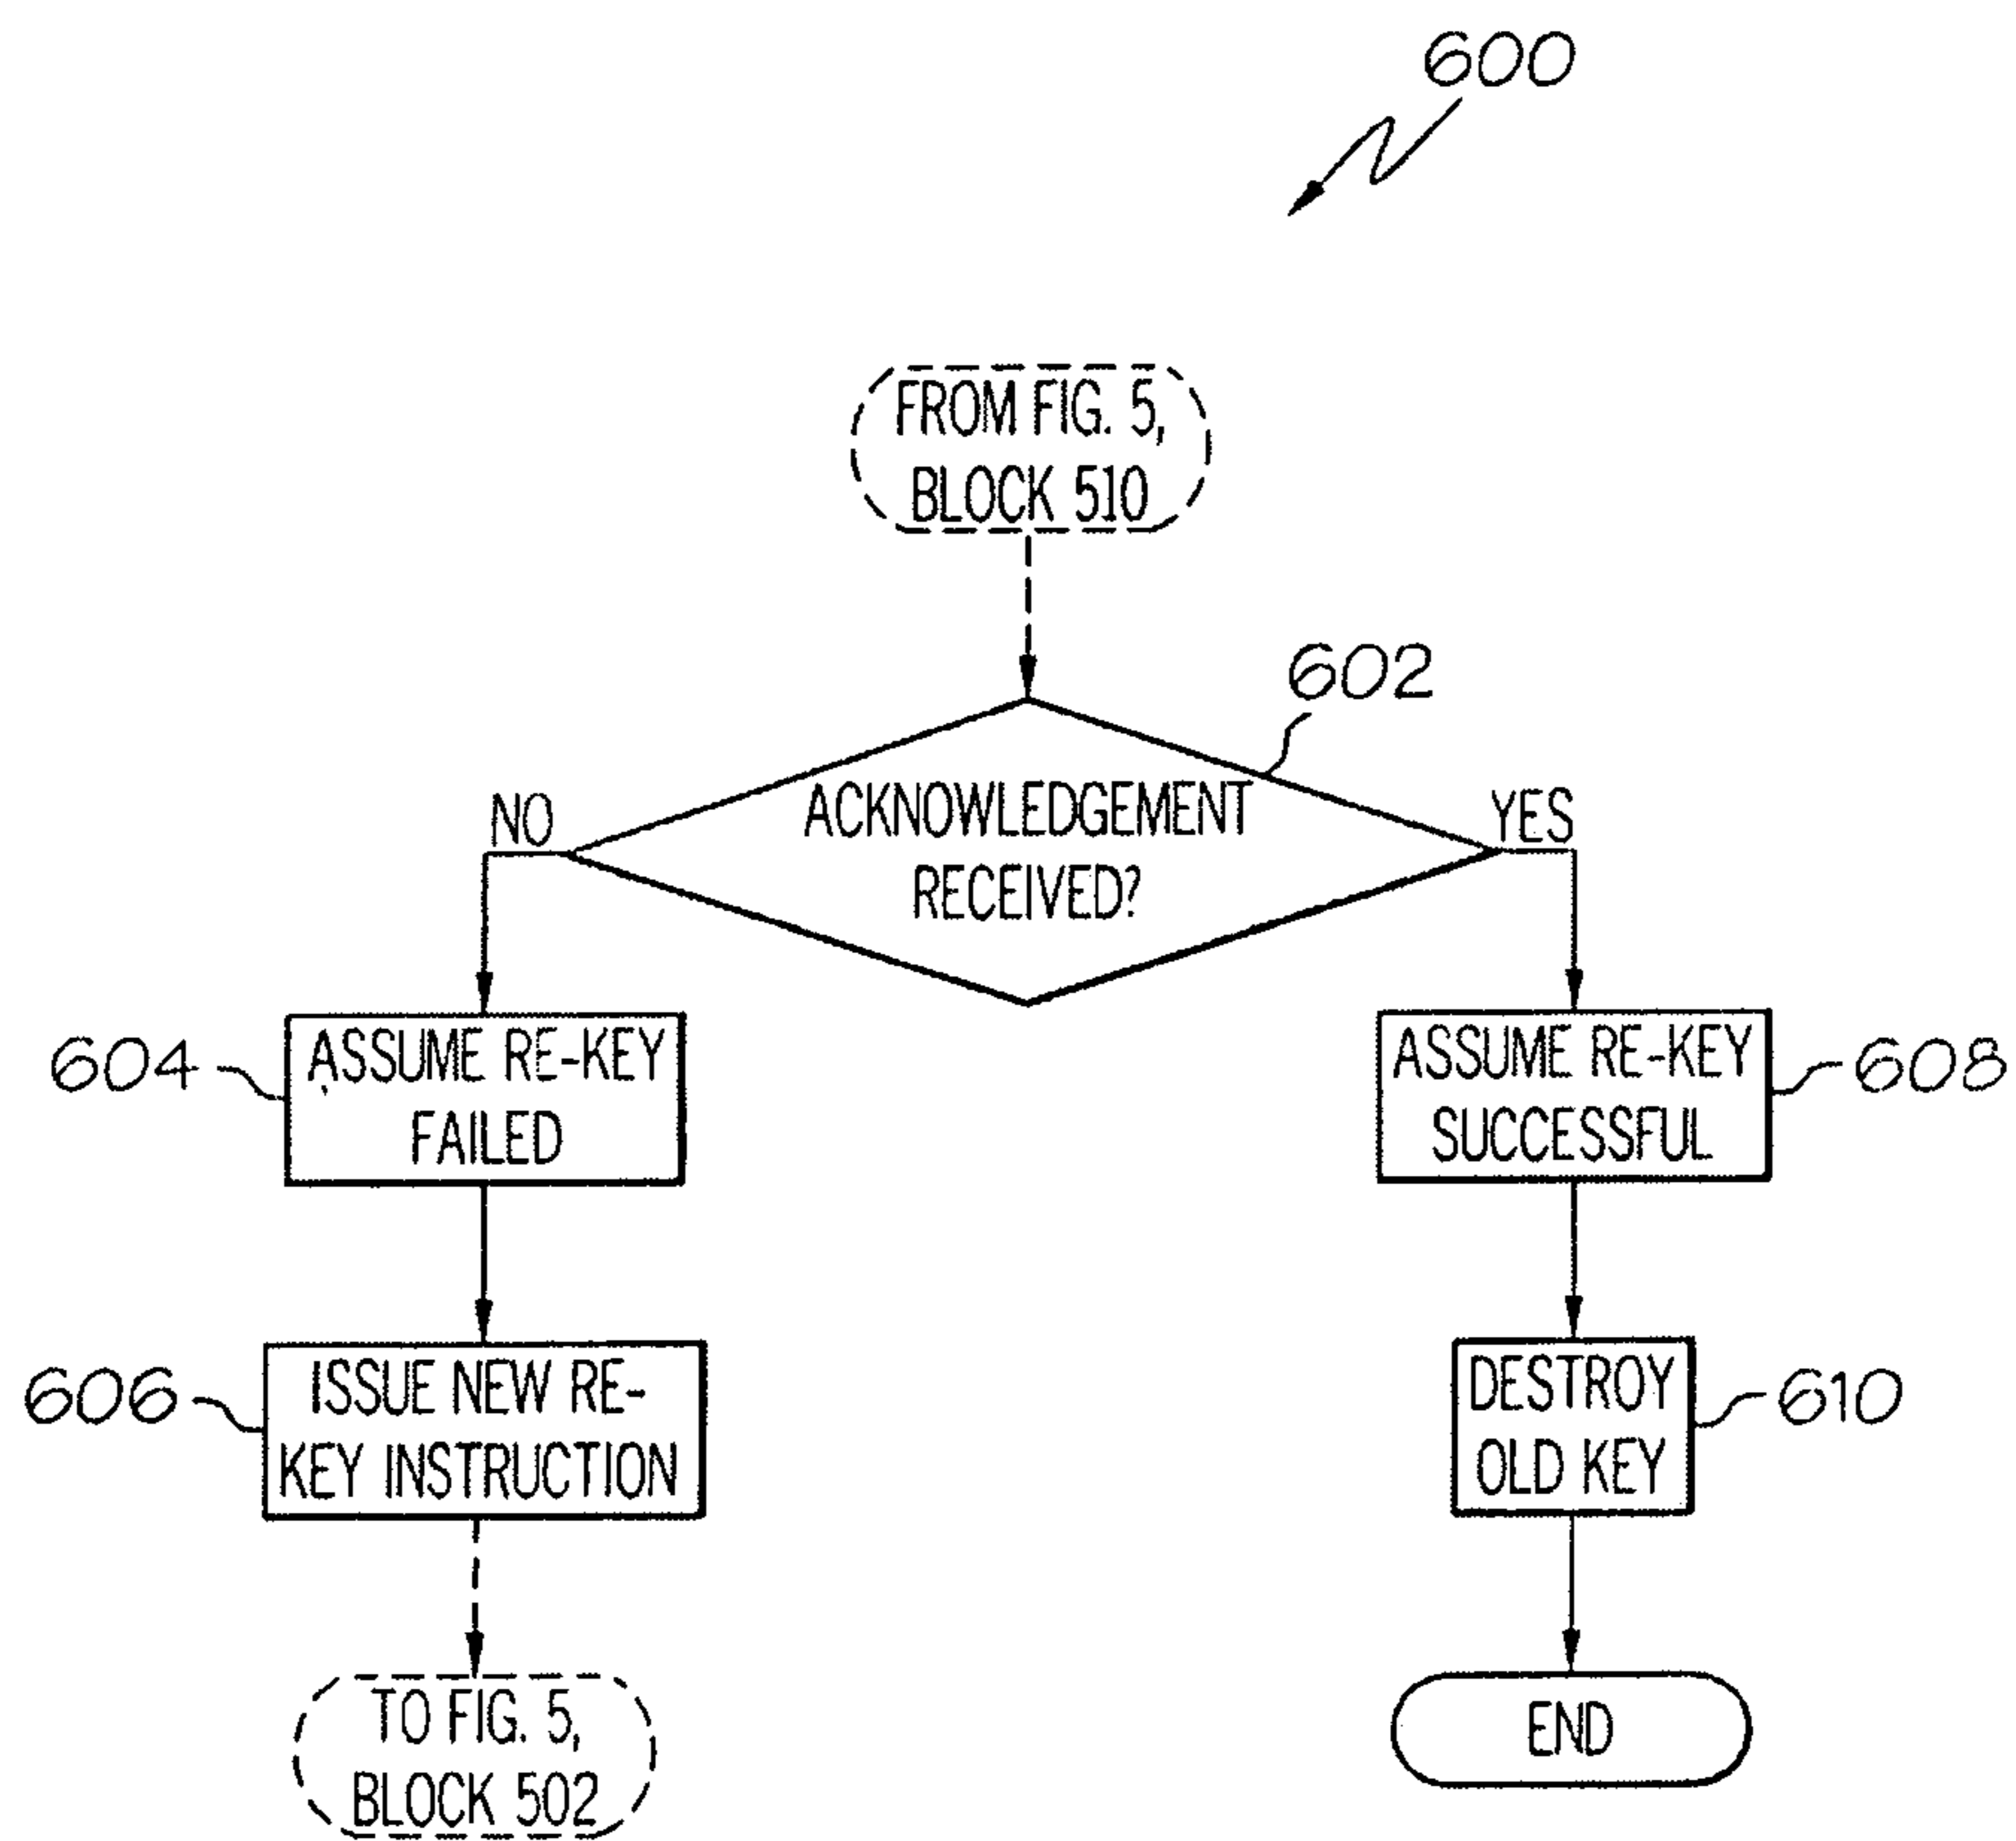 600
FROM FIG. 5,
BLOCK 510
602
NO
ACKNOWLEDGEMENT
RECEIVED?
YES
604
ASSUME RE-KEY
FAILED
ASSUME RE-KEY
SUCCESSFUL
608
606
ISSUE NEW RE-
KEY INSTRUCTION
DESTROY
OLD KEY
610
TO FIG. 5,
BLOCK 502
END